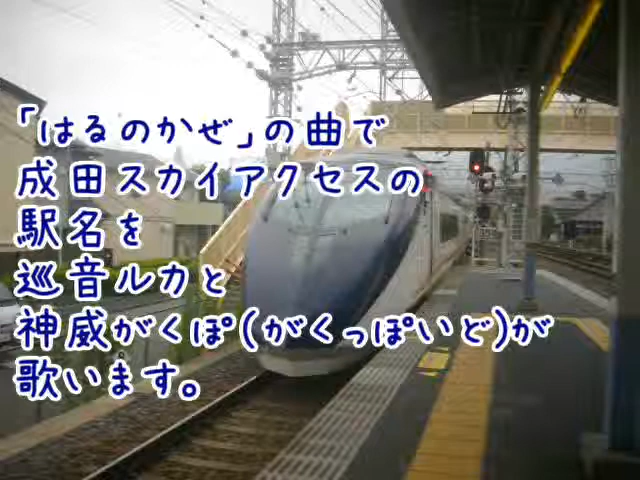 「はるのかぜ」の曲で
成田スカイアクセスの
駅名を
巡音ルカと
神威がくぽ(がくっぽいど)が
歌います。